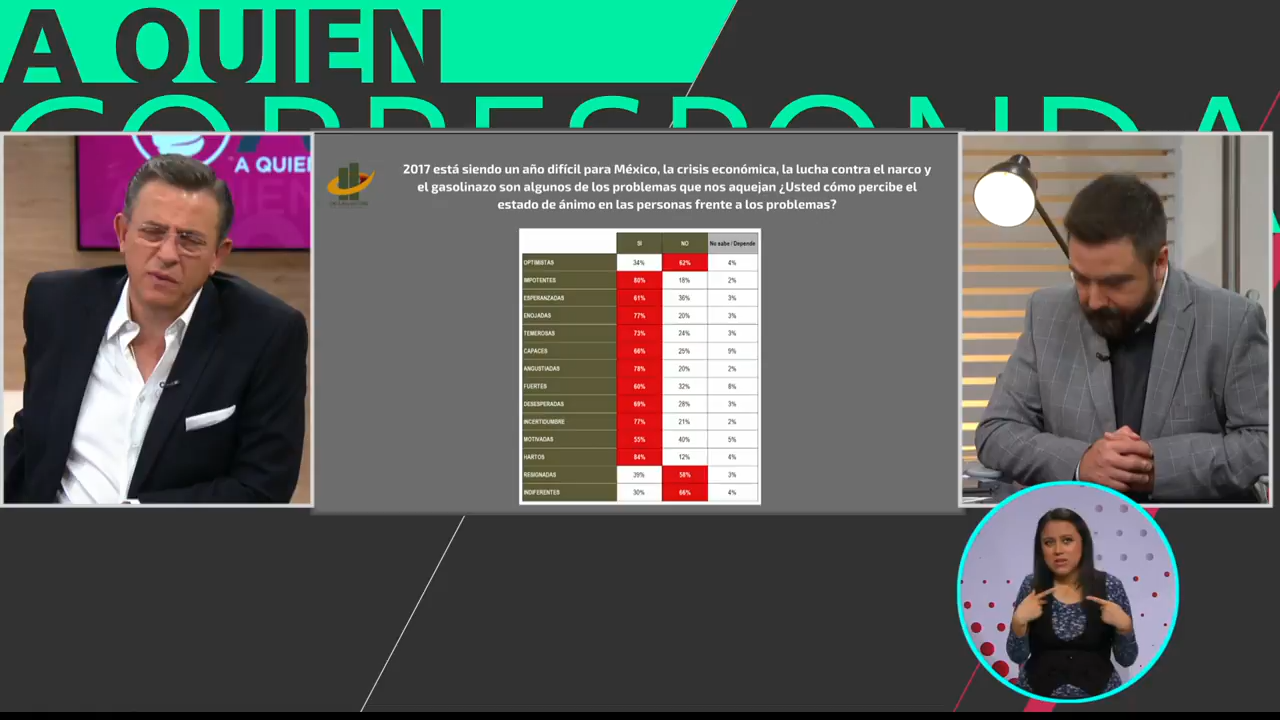 A QUIEN
CORRESPONDA
A QUIEN
2017 está siendo un año difícil para México, la crisis económica, la lucha contra el narco y
el gasolinazo son algunos de los problemas que nos aquejan ¿Usted cómo percibe el
estado de ánimo en las personas frente a los problemas?
SI NO No sabe / Depende
OPTIMISTAS 34% 62% 4%
IMPOTENTES 80% 18% 2%
ESPERANZADAS 61% 36% 3%
ENOJADAS 77% 20% 3%
TEMEROSAS 73% 24% 3%
CAPACES 66% 25% 9%
ANGUSTIADAS 78% 20% 2%
FUERTES 60% 32% 8%
DESESPERADAS 69% 28% 3%
INCERTIDUMBRE 77% 21% 2%
MOTIVADAS 55% 40% 5%
HARTOS 84% 12% 4%
RESIGNADAS 39% 58% 3%
INDIFERENTES 30% 66% 4%